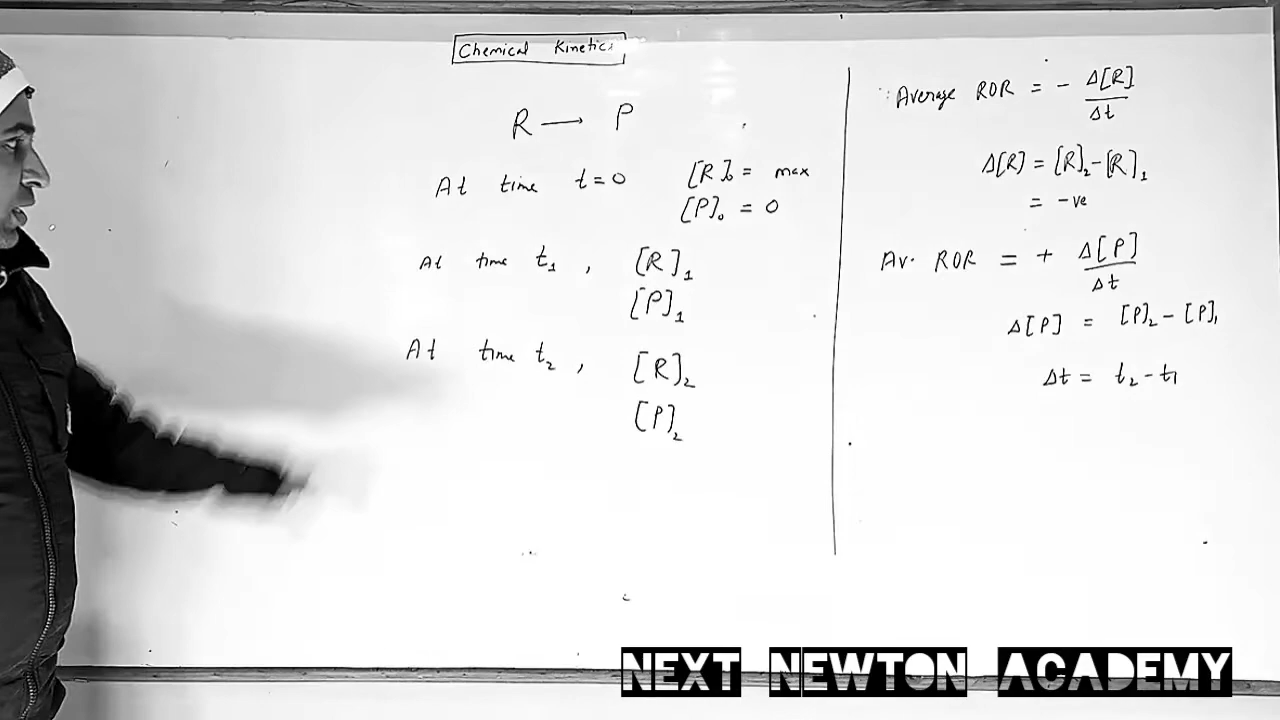 Chemical Kinetics
R → P
At time t=0 [R]₀ = max
[P]₀ = 0
At time t₁ , [R]₁
[P]₁
At time t₂ , [R]₂
[P]₂
Average ROR = - Δ[R]/Δt
Δ[R] = [R]₂-[R]₁
= -ve
Av. ROR = + Δ[P]/Δt
Δ[P] = [P]₂ - [P]₁
Δt = t₂ - t₁
NEXT NEWTON ACADEMY